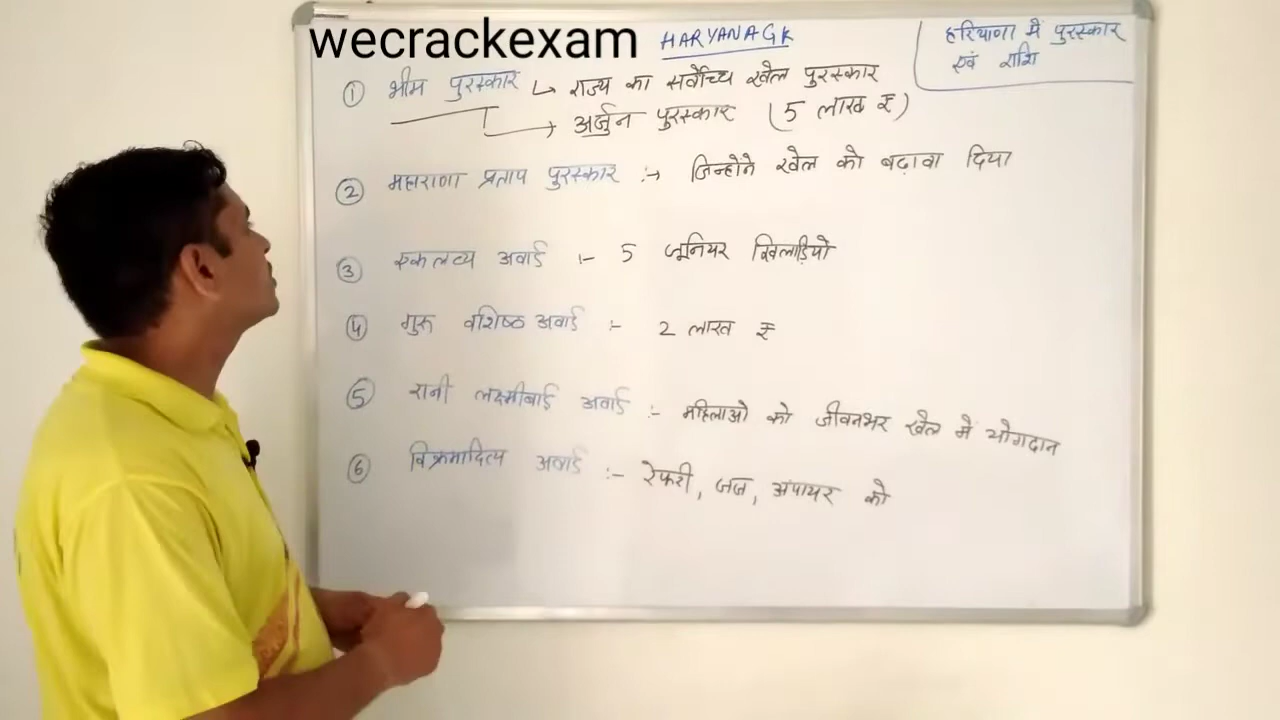 wecrackexam
HARYANA GK
हरियाणा में पुरस्कार
एवं राशि
① भीम पुरस्कार ↳ राज्य का सर्वोच्च खेल पुरस्कार
→ अर्जुन पुरस्कार (5 लाख ₹)
② महाराणा प्रताप पुरस्कार :→ जिन्होने खेल को बढ़ावा दिया
③ एकलव्य अवार्ड :- 5 जूनियर खिलाड़ियो
④ गुरू वशिष्ठ अवार्ड :- 2 लाख ₹
⑤ रानी लक्ष्मीबाई अवार्ड :- महिलाओ को जीवनभर खेल में योगदान
⑥ विक्रमादित्य अवार्ड :- रेफरी, जज, अंपायर को